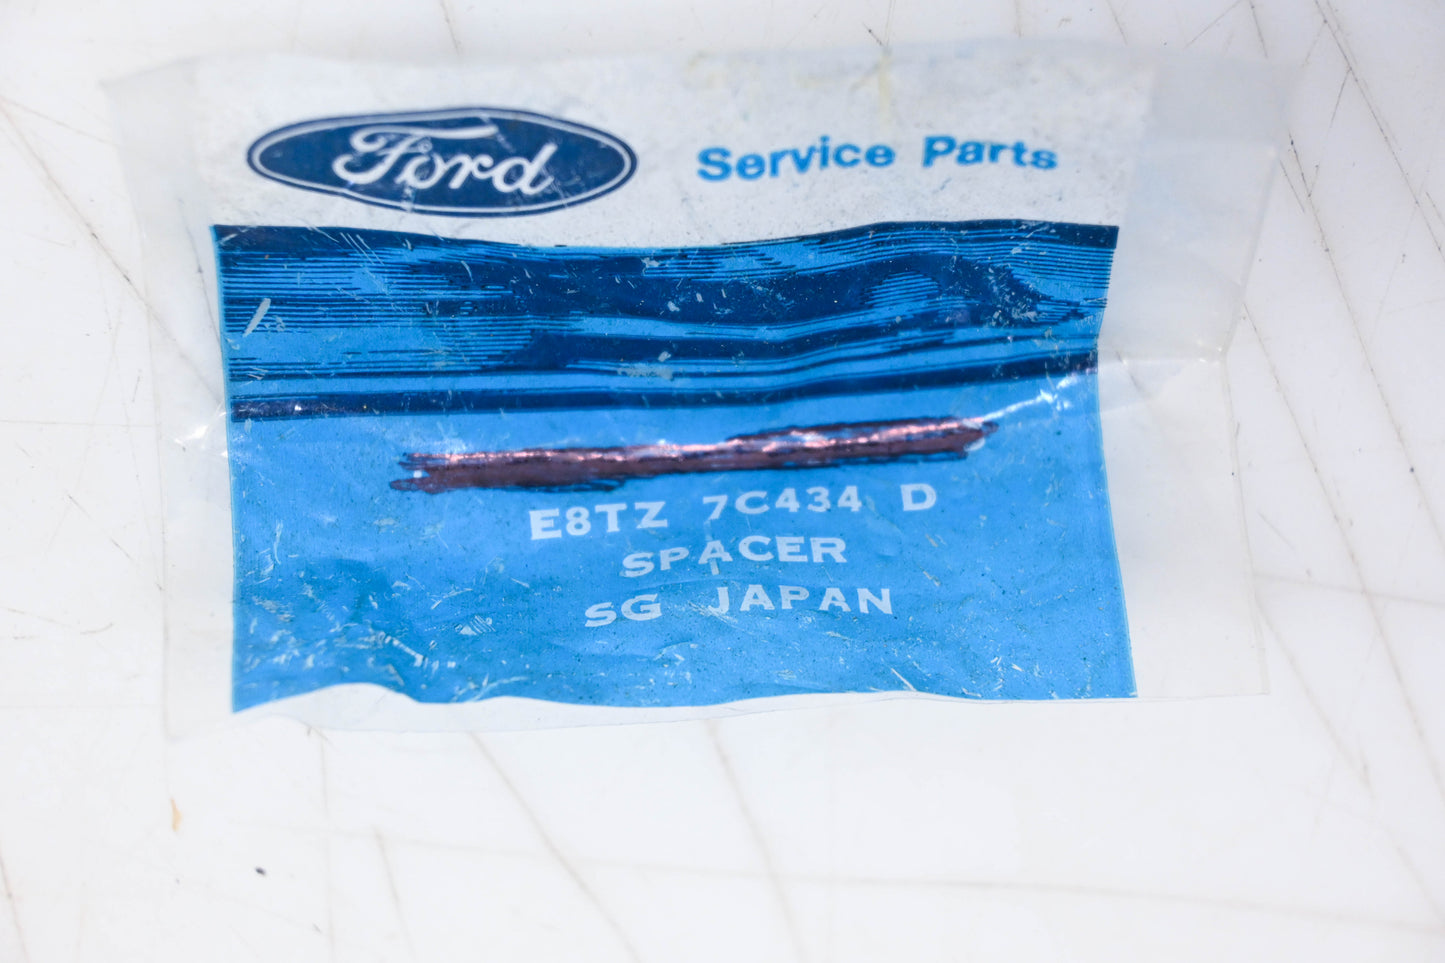 Ford Service Parts
E8TZ 7C434 D
SPACER
SG JAPAN